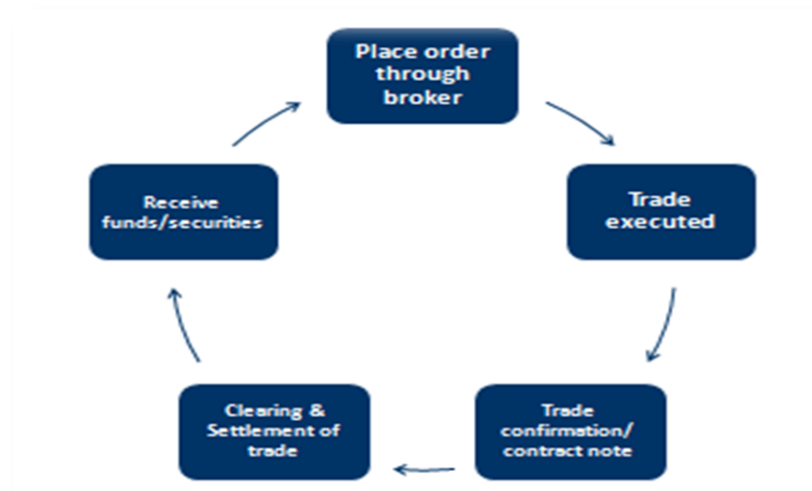 Place order
through
broker
Trade
executed
Trade
confirmation/
contract note
Clearing &
Settlement of
trade
Receive
funds/securities